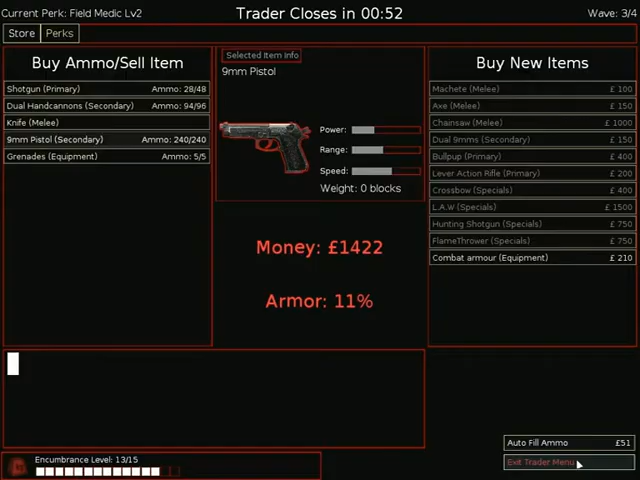 Current Perk: Field Medic Lv2
Trader Closes in 00:52
Wave: 3/4
Store
Perks
Buy Ammo/Sell Item
Shotgun (Primary) Ammo: 28/48
Dual Handcannons (Secondary) Ammo: 94/96
Knife (Melee)
9mm Pistol (Secondary) Ammo: 240/240
Grenades (Equipment) Ammo: 5/5
Selected Item Info
9mm Pistol
Power:
Range:
Speed:
Weight: 0 blocks
Money: £1422
Armor: 11%
Buy New Items
Machete (Melee) £ 100
Axe (Melee) £ 150
Chainsaw (Melee) £ 1000
Dual 9mms (Secondary) £ 150
Bullpup (Primary) £ 400
Lever Action Rifle (Primary) £ 200
Crossbow (Specials) £ 400
L.A.W (Specials) £ 1500
Hunting Shotgun (Specials) £ 750
FlameThrower (Specials) £ 750
Combat armour (Equipment) £ 210
Encumbrance Level: 13/15
Auto Fill Ammo £51
Exit Trader Menu